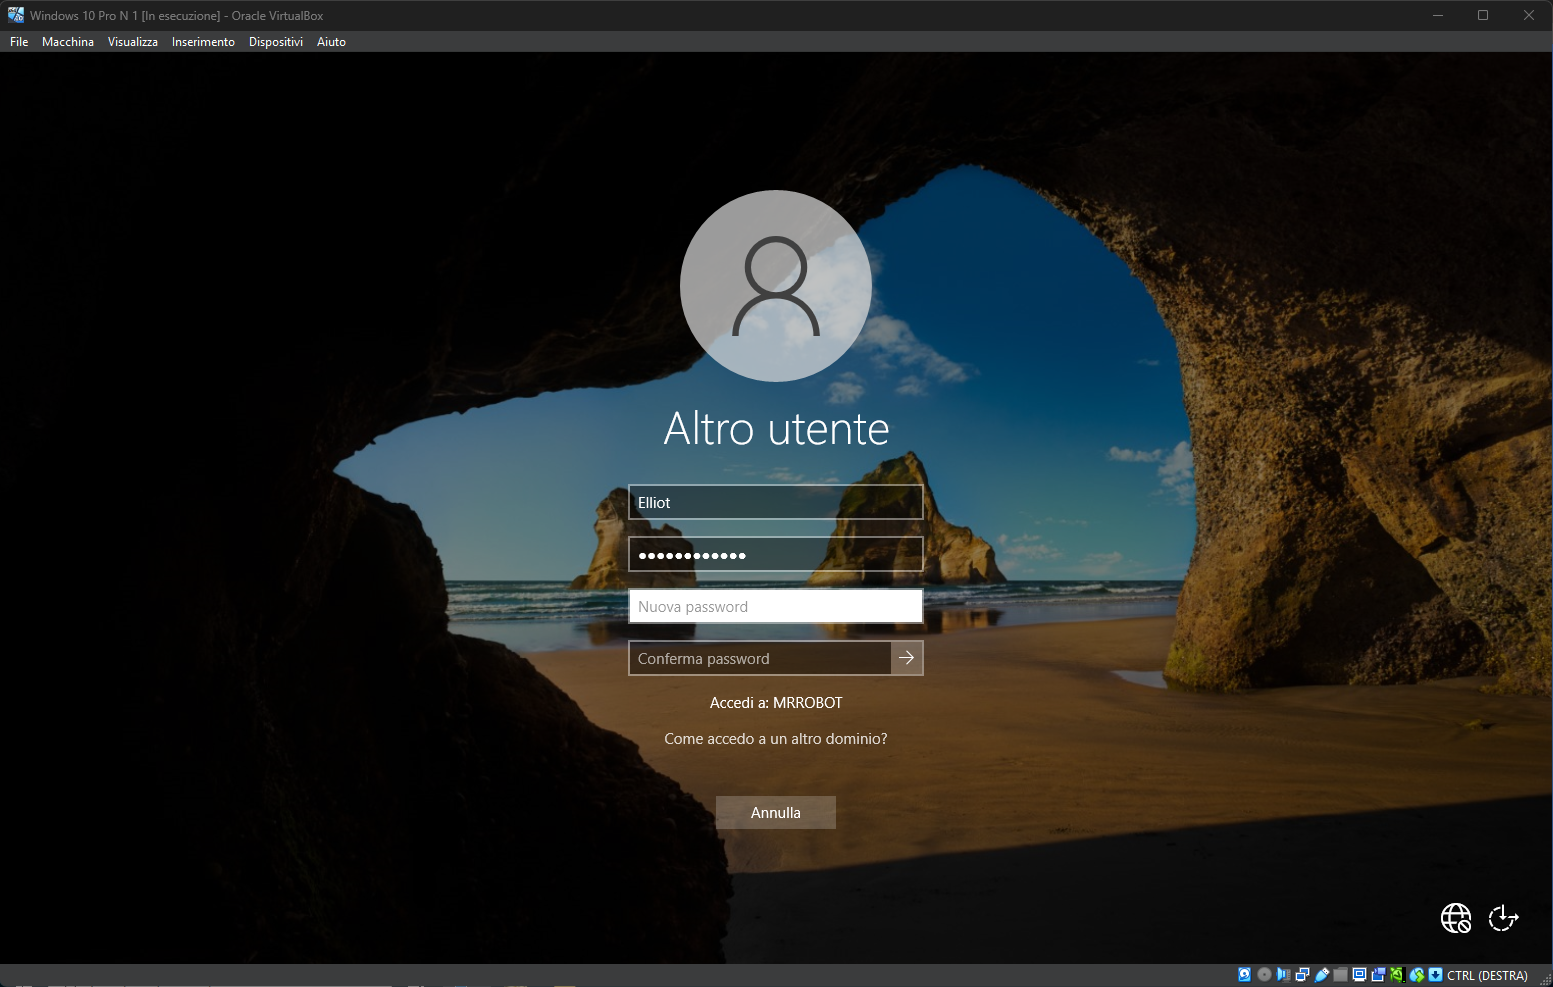 Windows 10 Pro N 1 [In esecuzione] - Oracle VirtualBox
File Macchina Visualizza Inserimento Dispositivi Aiuto
Altro utente
Elliot
Nuova password
Conferma password
Accedi a: MRROBOT
Come accedo a un altro dominio?
Annulla
CTRL (DESTRA)